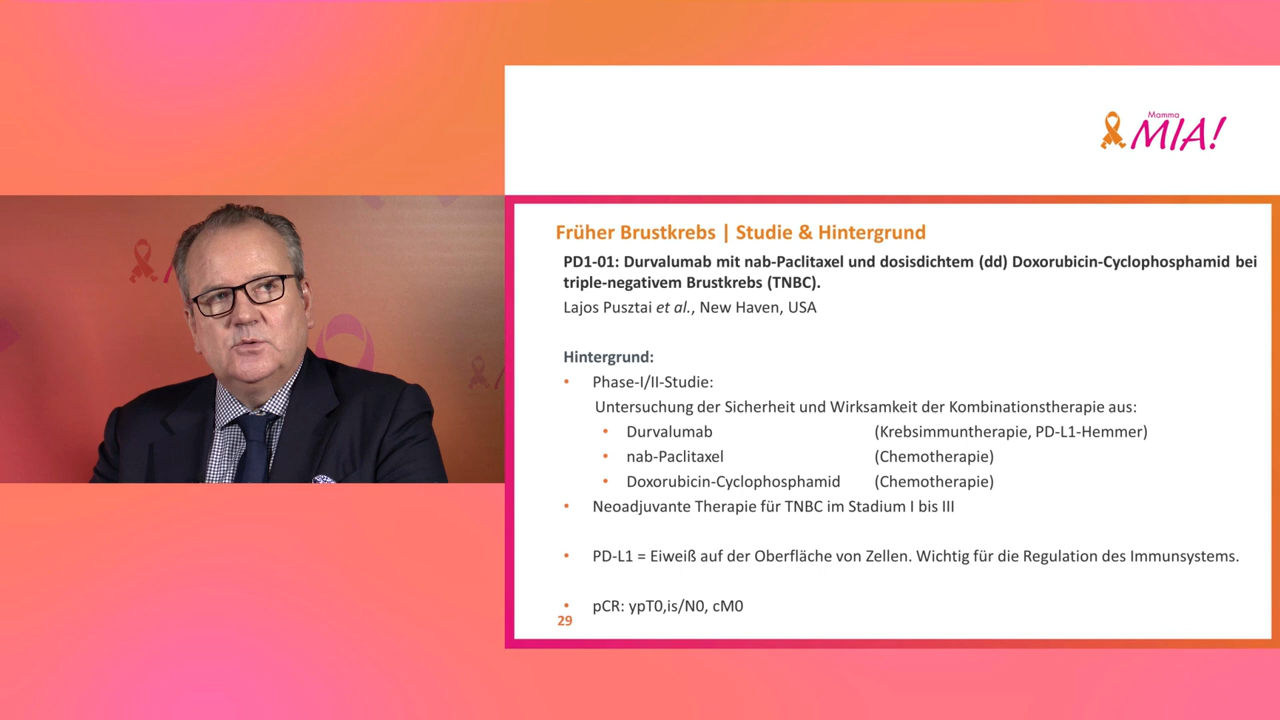 Mamma
MIA!
Früher Brustkrebs | Studie & Hintergrund
PD1-01: Durvalumab mit nab-Paclitaxel und dosisdichtem (dd) Doxorubicin-Cyclophosphamid bei
triple-negativem Brustkrebs (TNBC).
Lajos Pusztai et al., New Haven, USA
Hintergrund:
• Phase-I/II-Studie:
Untersuchung der Sicherheit und Wirksamkeit der Kombinationstherapie aus:
• Durvalumab (Krebsimmuntherapie, PD-L1-Hemmer)
• nab-Paclitaxel (Chemotherapie)
• Doxorubicin-Cyclophosphamid (Chemotherapie)
• Neoadjuvante Therapie für TNBC im Stadium I bis III
• PD-L1 = Eiweiß auf der Oberfläche von Zellen. Wichtig für die Regulation des Immunsystems.
• pCR: ypT0,is/N0, cM0
29